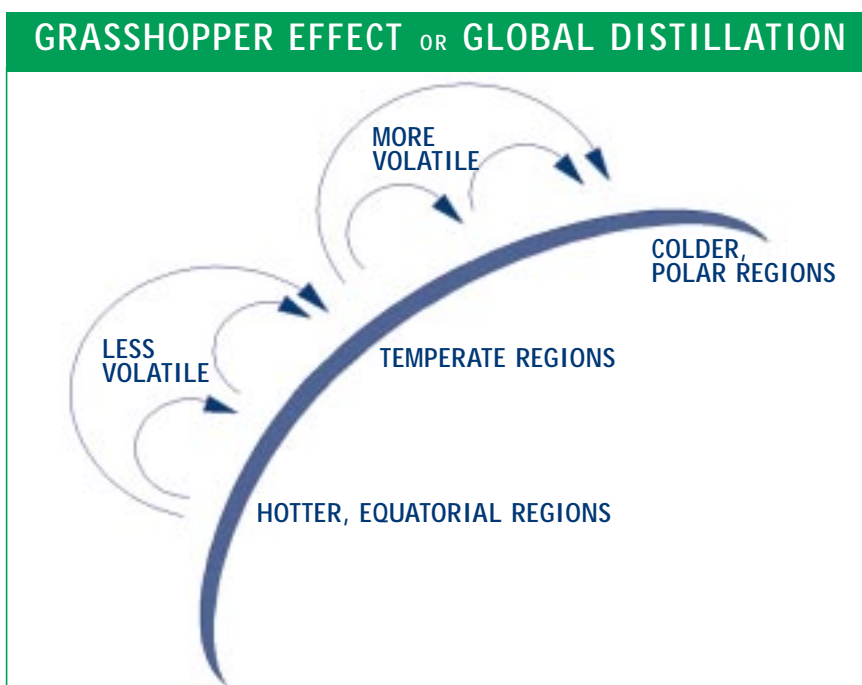 GRASSHOPPER EFFECT OR GLOBAL DISTILLATION
MORE
VOLATILE
COLDER,
POLAR REGIONS
LESS
VOLATILE
TEMPERATE REGIONS
HOTTER, EQUATORIAL REGIONS